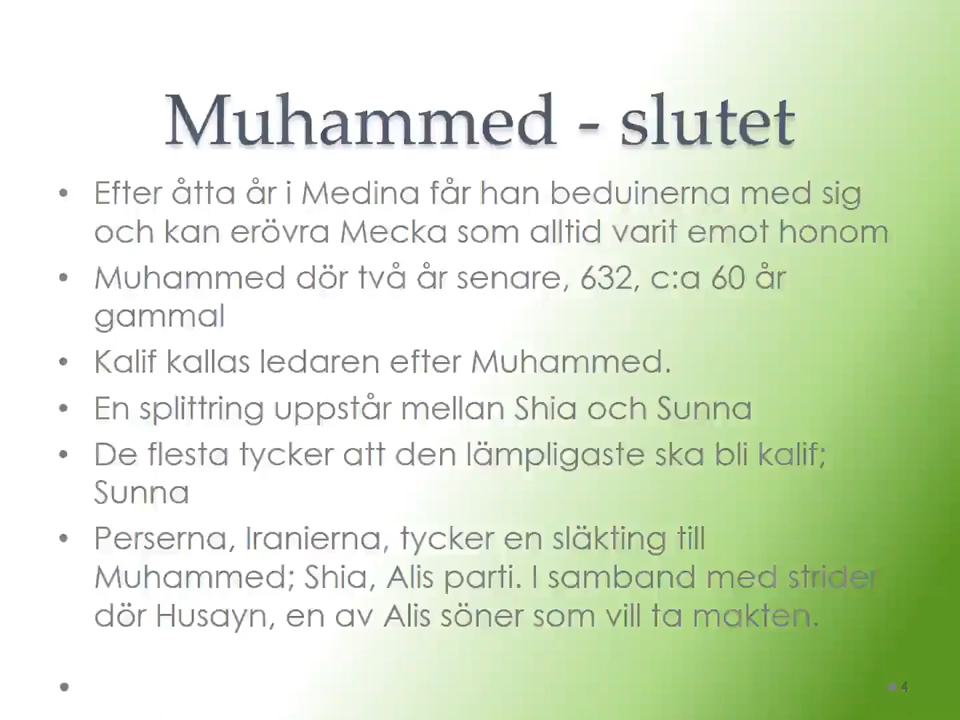 Muhammed - slutet
• Efter åtta år i Medina får han beduinerna med sig
och kan erövra Mecka som alltid varit emot honom
• Muhammed dör två år senare, 632, c:a 60 år
gammal
• Kalif kallas ledaren efter Muhammed.
• En splittring uppstår mellan Shia och Sunna
• De flesta tycker att den lämpligaste ska bli kalif;
Sunna
• Perserna, Iranierna, tycker en släkting till
Muhammed; Shia, Alis parti. I samband med strider
dör Husayn, en av Alis söner som vill ta makten.
• 4